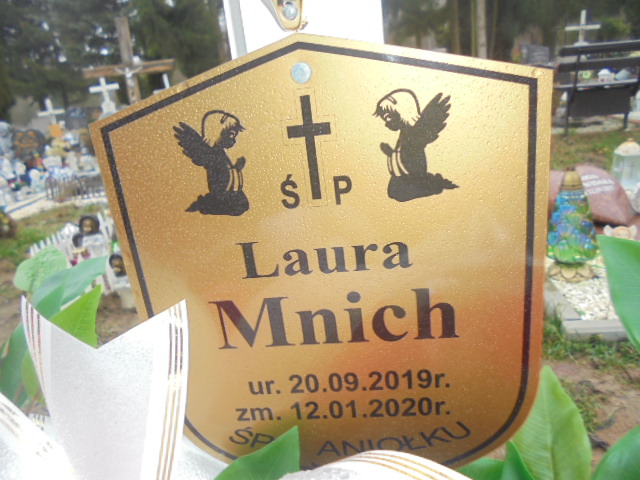 Ś P
Laura
Mnich
ur. 20.09.2019r.
zm. 12.01.2020r.
ŚP ANIOŁKU